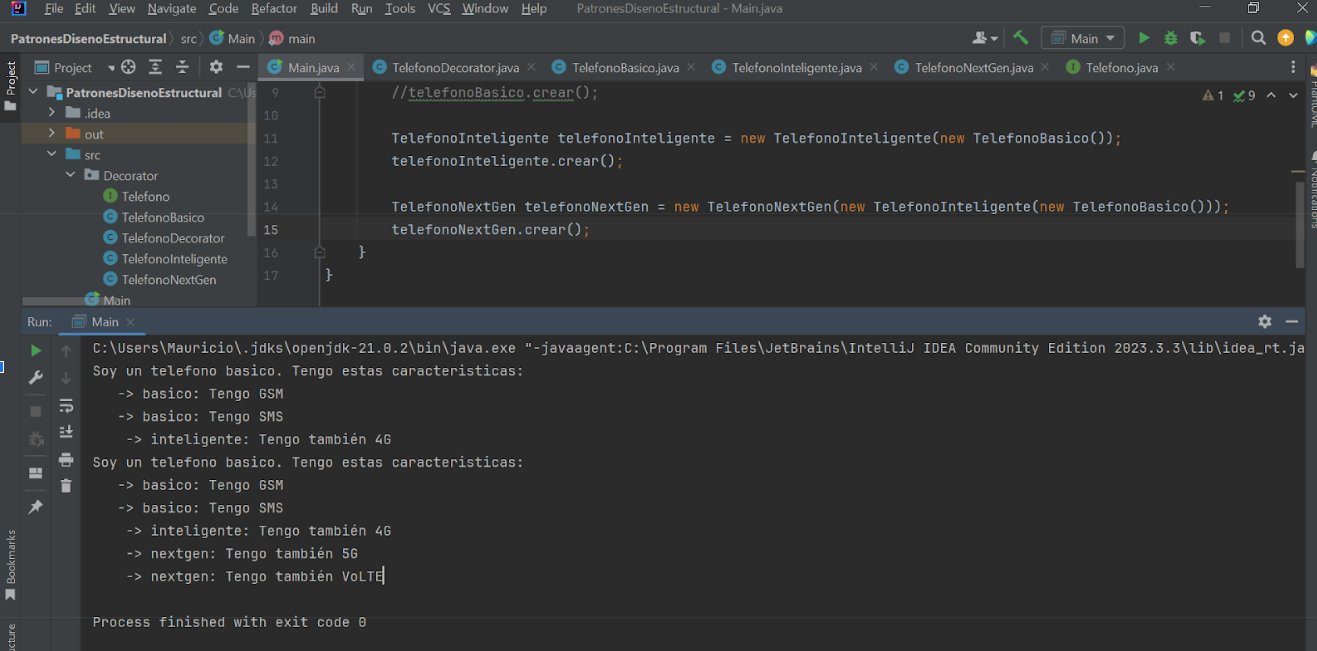 File Edit View Navigate Code Refactor Build Run Tools VCS Window Help PatronesDisenoEstructural - Main.java
PatronesDisenoEstructural src Main main Main
Project Project Main.java TelefonoDecorator.java TelefonoBasico.java TelefonoInteligente.java TelefonoNextGen.java Telefono.java
PatronesDisenoEstructural C:\Us
.idea
out
src
Decorator
Telefono
TelefonoBasico
TelefonoDecorator
TelefonoInteligente
TelefonoNextGen
Main
9 //telefonoBasico.crear(); 1 9
10
11 TelefonoInteligente telefonoInteligente = new TelefonoInteligente(new TelefonoBasico());
12 telefonoInteligente.crear();
13
14 TelefonoNextGen telefonoNextGen = new TelefonoNextGen(new TelefonoInteligente(new TelefonoBasico()));
15 telefonoNextGen.crear();
16 }
17 }
Notifications
Run: Main
C:\Users\Mauricio\.jdks\openjdk-21.0.2\bin\java.exe "-javaagent:C:\Program Files\JetBrains\IntelliJ IDEA Community Edition 2023.3.3\lib\idea_rt.ja
Soy un telefono basico. Tengo estas caracteristicas:
-> basico: Tengo GSM
-> basico: Tengo SMS
-> inteligente: Tengo también 4G
Soy un telefono basico. Tengo estas caracteristicas:
-> basico: Tengo GSM
-> basico: Tengo SMS
-> inteligente: Tengo también 4G
-> nextgen: Tengo también 5G
-> nextgen: Tengo también VoLTE
Process finished with exit code 0
Bookmarks
cture